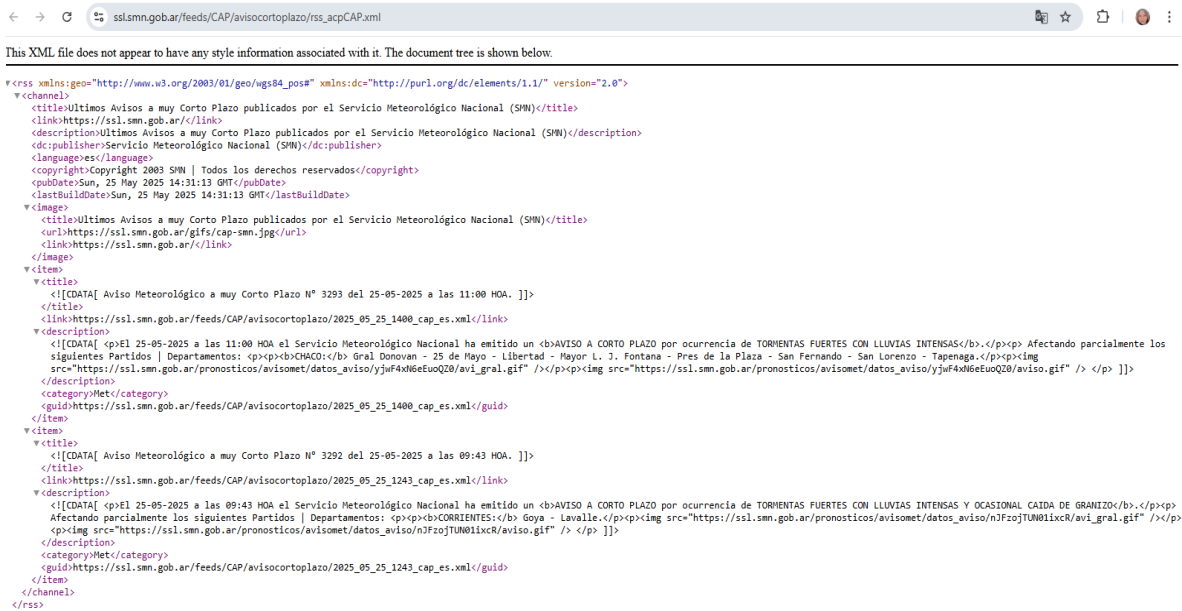 ssl.smn.gob.ar/feeds/CAP/avisocortoplazo/rss_acpCAP.xml
This XML file does not appear to have any style information associated with it. The document tree is shown below.
▼<rss xmlns:geo="http://www.w3.org/2003/01/geo/wgs84_pos#" xmlns:dc="http://purl.org/dc/elements/1.1/" version="2.0">
▼<channel>
<title>Ultimos Avisos a muy Corto Plazo publicados por el Servicio Meteorológico Nacional (SMN)</title>
<link>https://ssl.smn.gob.ar/</link>
<description>Ultimos Avisos a muy Corto Plazo publicados por el Servicio Meteorológico Nacional (SMN)</description>
<dc:publisher>Servicio Meteorológico Nacional (SMN)</dc:publisher>
<language>es</language>
<copyright>Copyright 2003 SMN | Todos los derechos reservados</copyright>
<pubDate>Sun, 25 May 2025 14:31:13 GMT</pubDate>
<lastBuildDate>Sun, 25 May 2025 14:31:13 GMT</lastBuildDate>
▼<image>
<title>Ultimos Avisos a muy Corto Plazo publicados por el Servicio Meteorológico Nacional (SMN)</title>
<url>https://ssl.smn.gob.ar/gifs/cap-smn.jpg</url>
<link>https://ssl.smn.gob.ar/</link>
</image>
▼<item>
▼<title>
<![CDATA[ Aviso Meteorológico a muy Corto Plazo N° 3293 del 25-05-2025 a las 11:00 HOA. ]]>
</title>
<link>https://ssl.smn.gob.ar/feeds/CAP/avisocortoplazo/2025_05_25_1400_cap_es.xml</link>
▼<description>
<![CDATA[ <p>El 25-05-2025 a las 11:00 HOA el Servicio Meteorológico Nacional ha emitido un <b>AVISO A CORTO PLAZO por ocurrencia de TORMENTAS FUERTES CON LLUVIAS INTENSAS</b>.</p><p> Afectando parcialmente los
siguientes Partidos | Departamentos: <p><p><b>CHACO:</b> Gral Donovan - 25 de Mayo - Libertad - Mayor L. J. Fontana - Pres de la Plaza - San Fernando - San Lorenzo - Tapenaga.</p><p><img
src="https://ssl.smn.gob.ar/pronosticos/avisomet/datos_aviso/yjwF4xN6eEuoQZ0/avi_gral.gif" /></p><p><img src="https://ssl.smn.gob.ar/pronosticos/avisomet/datos_aviso/yjwF4xN6eEuoQZ0/aviso.gif" /> </p> ]]>
</description>
<category>Met</category>
<guid>https://ssl.smn.gob.ar/feeds/CAP/avisocortoplazo/2025_05_25_1400_cap_es.xml</guid>
</item>
▼<item>
▼<title>
<![CDATA[ Aviso Meteorológico a muy Corto Plazo N° 3292 del 25-05-2025 a las 09:43 HOA. ]]>
</title>
<link>https://ssl.smn.gob.ar/feeds/CAP/avisocortoplazo/2025_05_25_1243_cap_es.xml</link>
▼<description>
<![CDATA[ <p>El 25-05-2025 a las 09:43 HOA el Servicio Meteorológico Nacional ha emitido un <b>AVISO A CORTO PLAZO por ocurrencia de TORMENTAS FUERTES CON LLUVIAS INTENSAS Y OCASIONAL CAIDA DE GRANIZO</b>.</p><p>
Afectando parcialmente los siguientes Partidos | Departamentos: <p><p><b>CORRIENTES:</b> Goya - Lavalle.</p><p><img src="https://ssl.smn.gob.ar/pronosticos/avisomet/datos_aviso/nJFzojTUN01ixcR/avi_gral.gif" /></p>
<p><img src="https://ssl.smn.gob.ar/pronosticos/avisomet/datos_aviso/nJFzojTUN01ixcR/aviso.gif" /> </p> ]]>
</description>
<category>Met</category>
<guid>https://ssl.smn.gob.ar/feeds/CAP/avisocortoplazo/2025_05_25_1243_cap_es.xml</guid>
</item>
</channel>
</rss>